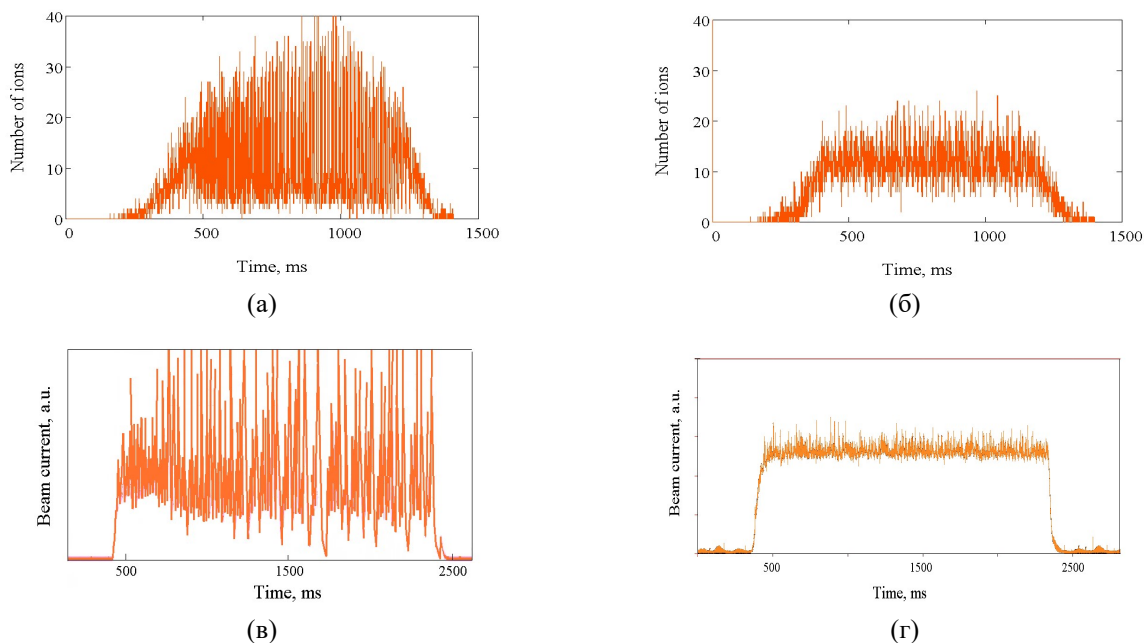 40
30
20
10
0
Number of ions
0 500 1000 1500
Time, ms
(а)
40
30
20
10
0
Number of ions
0 500 1000 1500
Time, ms
(б)
Beam current, a.u.
500 1500 2500
Time, ms
(в)
Beam current, a.u.
500 1500 2500
Time, ms
(г)